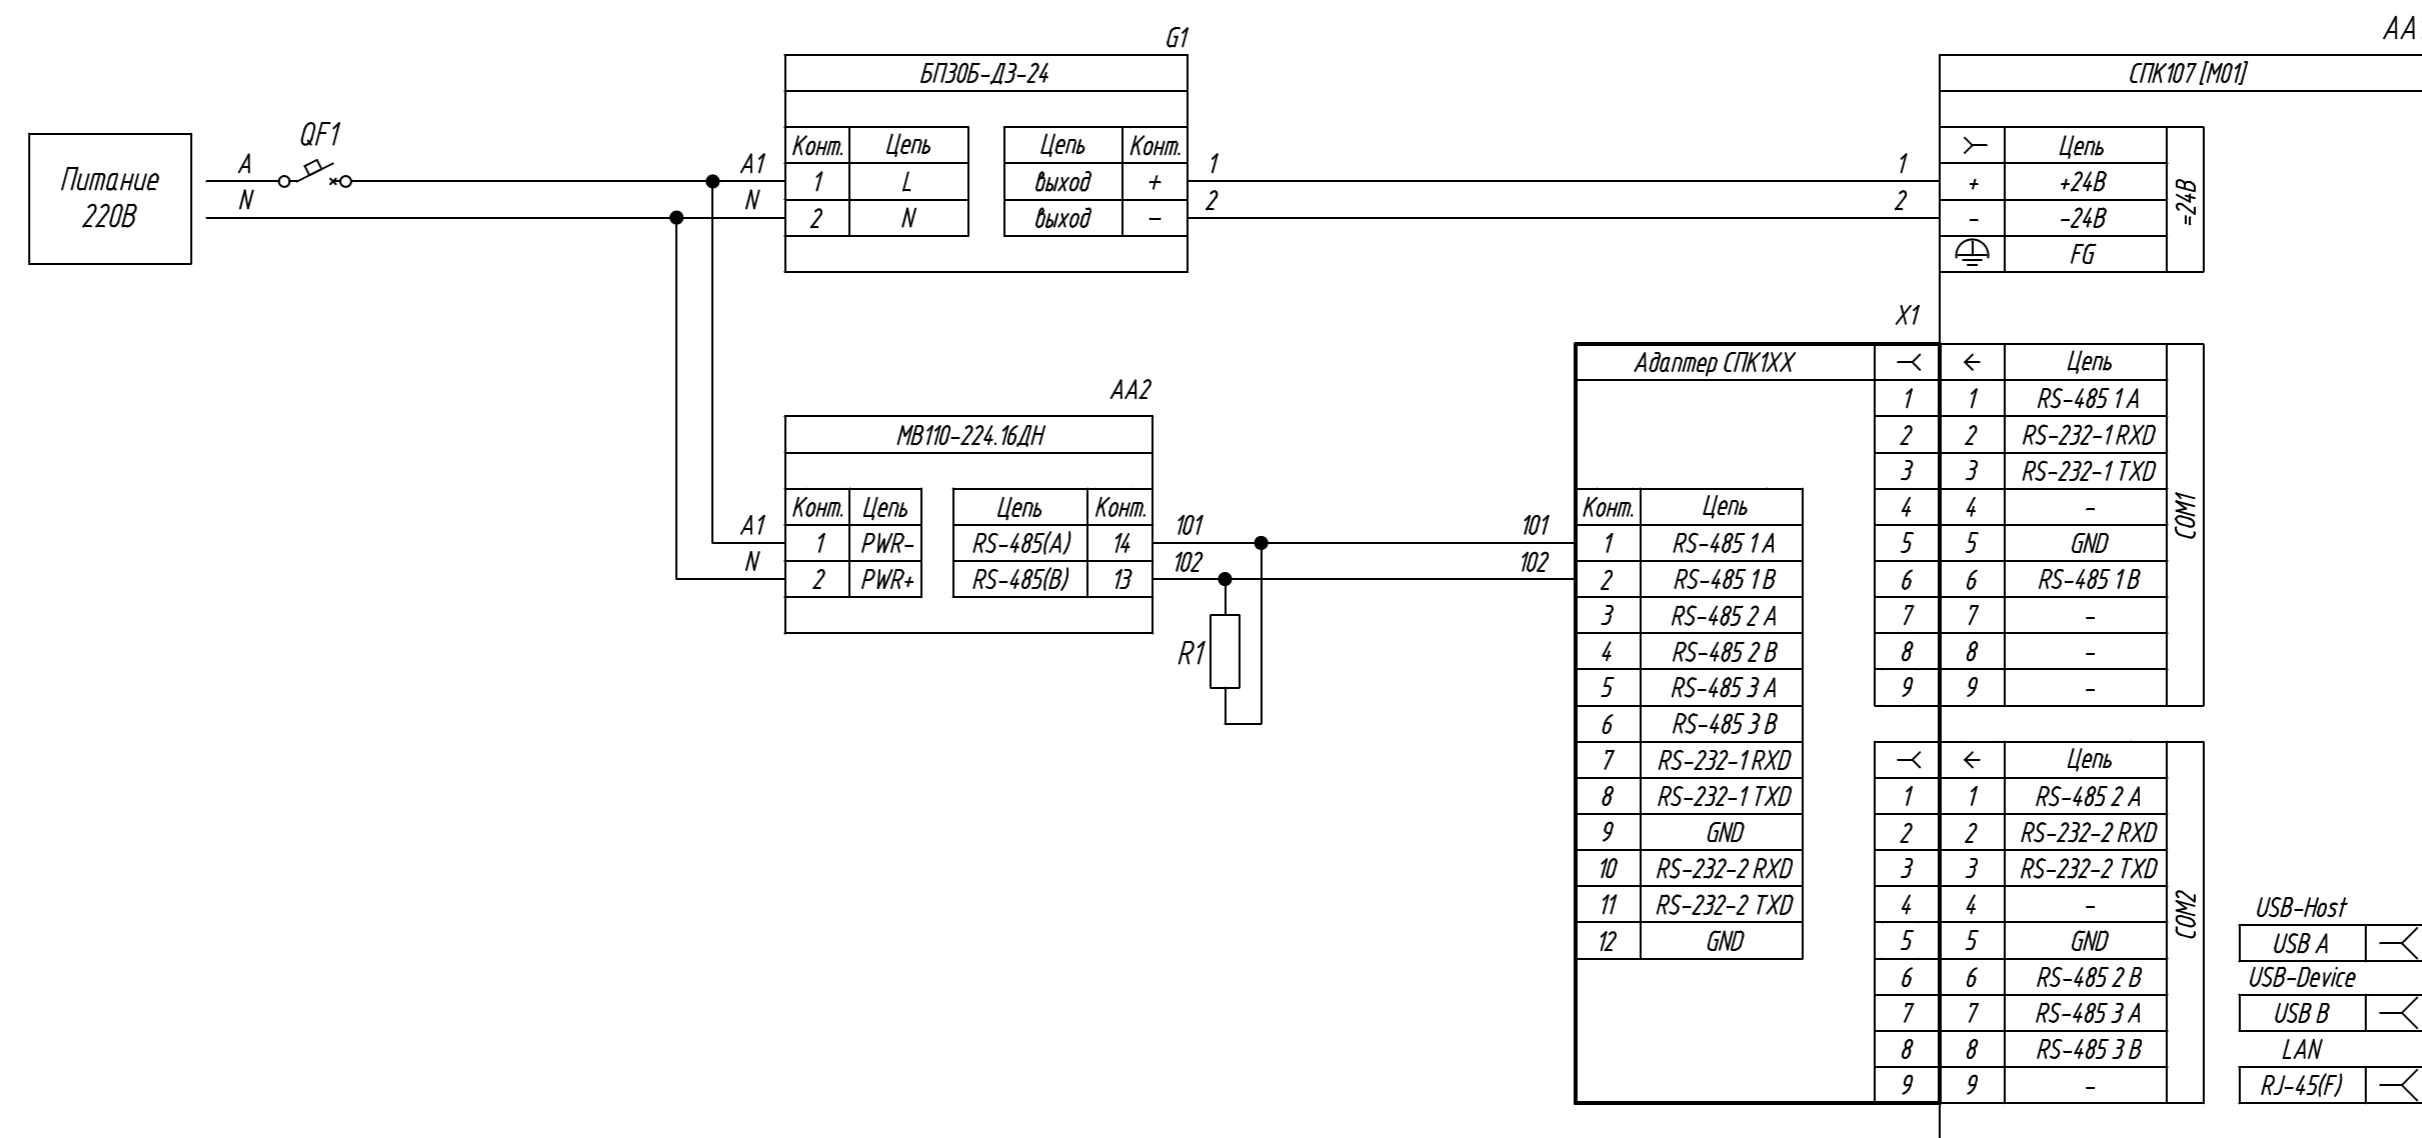 G1
АА
БП30Б-Д3-24
СПК107 [М01]
Питание
220В
А
QF1
N
А1
N
Конт. Цепь Цепь Конт.
1 L выход +
2 N выход –
1
2
1
2
Цепь
+ +24В
– –24В
FG
=24В
X1
АА2
МВ110-224.16ДН
А1
N
Конт. Цепь Цепь Конт.
1 PWR– RS-485(A) 14
2 PWR+ RS-485(B) 13
101
102
101
102
R1
Адаптер СПК1ХХ
Конт. Цепь
1 RS-485 1 A
2 RS-485 1 B
3 RS-485 2 A
4 RS-485 2 B
5 RS-485 3 A
6 RS-485 3 B
7 RS-232-1 RXD
8 RS-232-1 TXD
9 GND
10 RS-232-2 RXD
11 RS-232-2 TXD
12 GND
Цепь
1 1 RS-485 1 A
2 2 RS-232-1 RXD
3 3 RS-232-1 TXD
4 4 –
5 5 GND
6 6 RS-485 1 B
7 7 –
8 8 –
9 9 –
COM1
Цепь
1 1 RS-485 2 A
2 2 RS-232-2 RXD
3 3 RS-232-2 TXD
4 4 –
5 5 GND
6 6 RS-485 2 B
7 7 RS-485 3 A
8 8 RS-485 3 B
9 9 –
COM2
USB-Host
USB A
USB-Device
USB B
LAN
RJ-45(F)